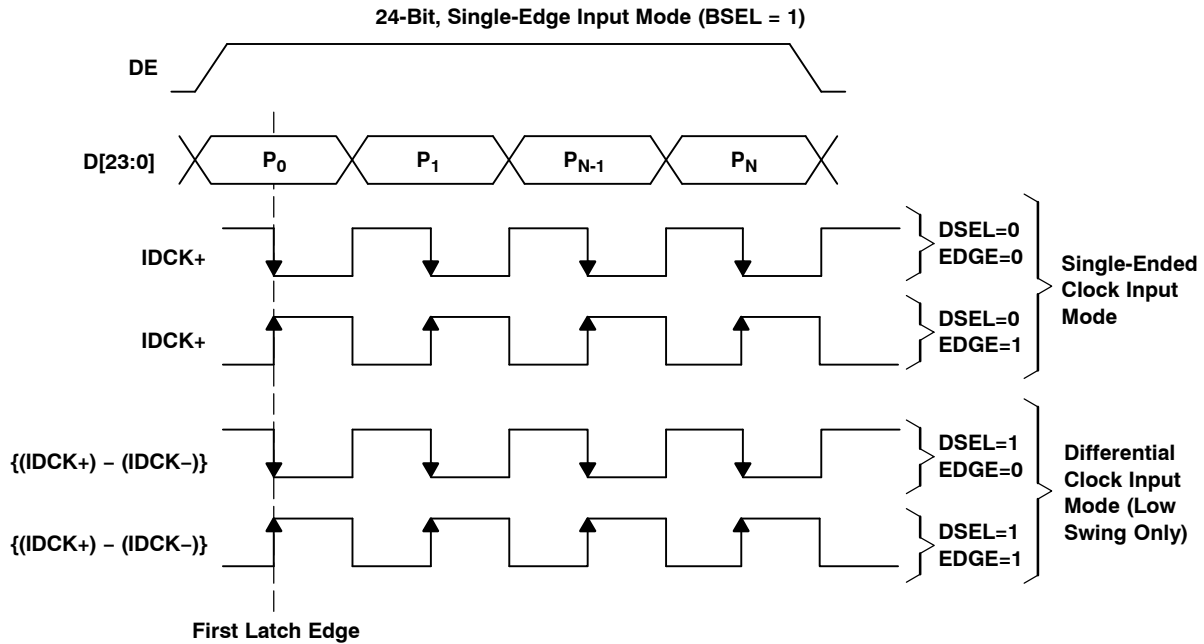 24-Bit, Single-Edge Input Mode (BSEL = 1)
DE
D[23:0]
P0
P1
PN-1
PN
IDCK+
DSEL=0
EDGE=0
IDCK+
DSEL=0
EDGE=1
Single-Ended
Clock Input
Mode
{(IDCK+) − (IDCK−)}
DSEL=1
EDGE=0
{(IDCK+) − (IDCK−)}
DSEL=1
EDGE=1
Differential
Clock Input
Mode (Low
Swing Only)
First Latch Edge